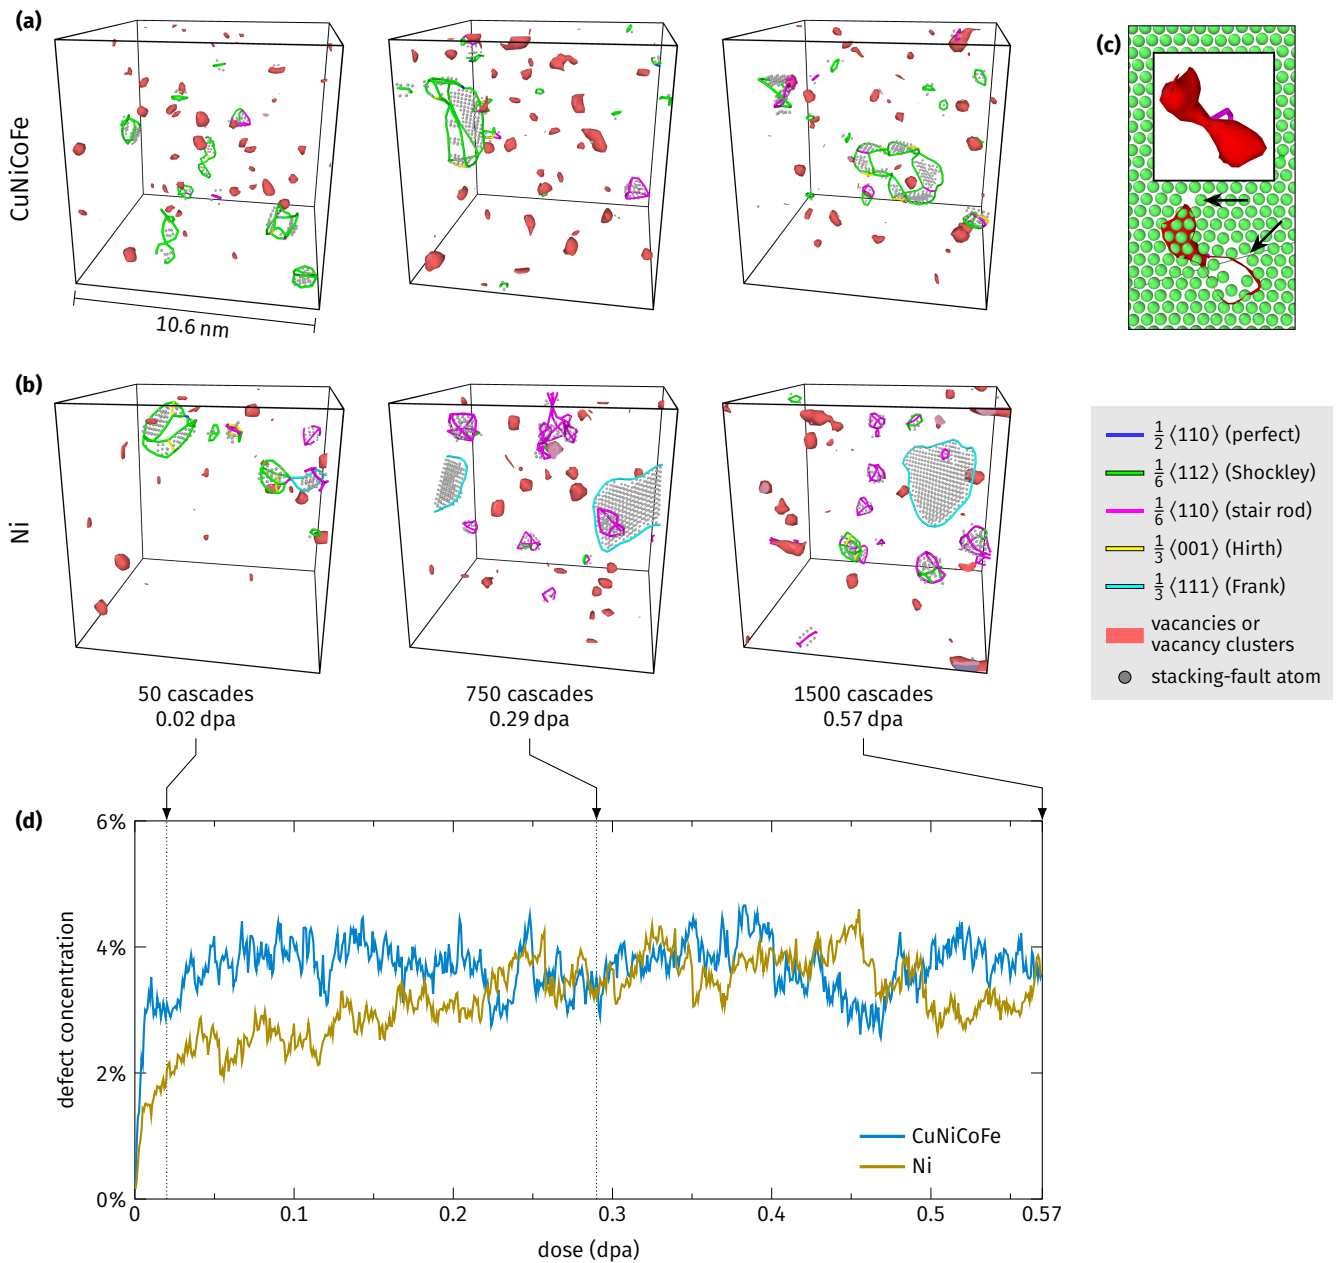 (a)
CuNiCoFe
10.6 nm
(c)
(b)
Ni
50 cascades
0.02 dpa
750 cascades
0.29 dpa
1500 cascades
0.57 dpa
1/2 ⟨110⟩ (perfect)
1/6 ⟨112⟩ (Shockley)
1/6 ⟨110⟩ (stair rod)
1/3 ⟨001⟩ (Hirth)
1/3 ⟨111⟩ (Frank)
vacancies or
vacancy clusters
stacking-fault atom
(d)
6%
4%
2%
0%
defect concentration
CuNiCoFe
Ni
0 0.1 0.2 0.3 0.4 0.5 0.57
dose (dpa)